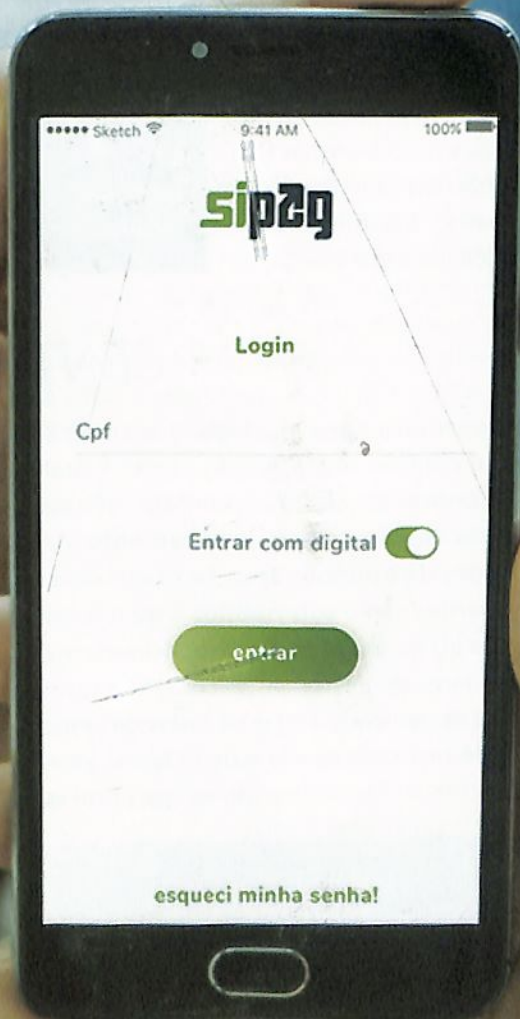 ●●●●● Sketch 9:41 AM 100%
sipag
Login
Cpf
Entrar com digital
entrar
esqueci minha senha!